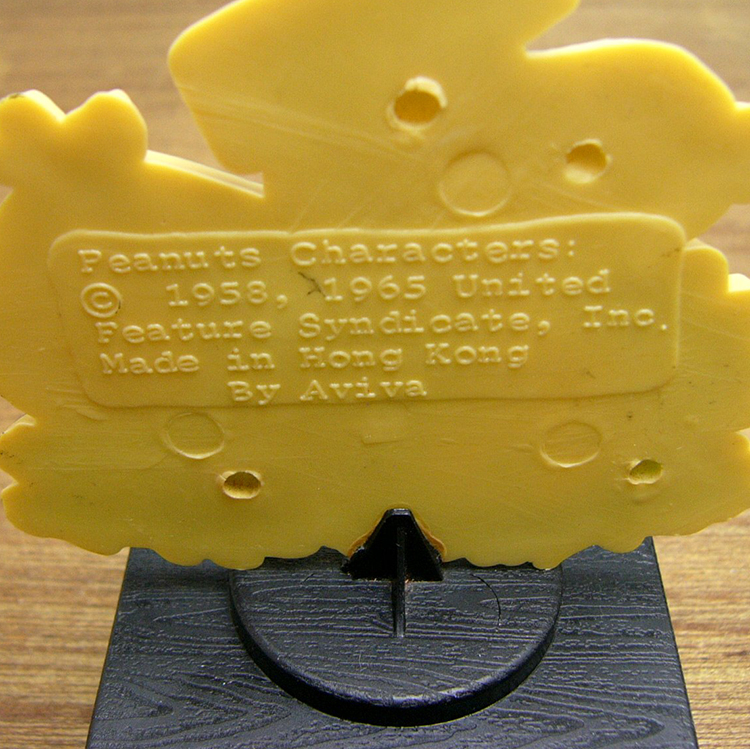 Peanuts Characters:
© 1958, 1965 United
Feature Syndicate, Inc.
Made in Hong Kong
By Aviva